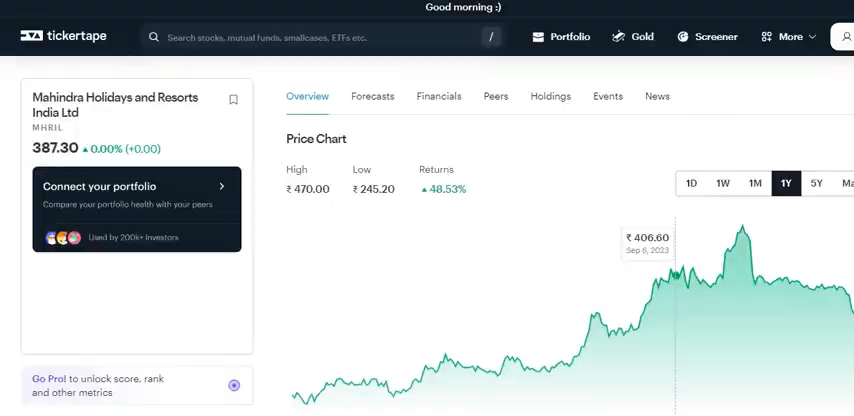 Good morning :)
tickertape
Search stocks, mutual funds, smallcases, ETFs etc.
/
Portfolio
Gold
Screener
More
Mahindra Holidays and Resorts
India Ltd
MHRIL
387.30 ▲ 0.00% (+0.00)
Connect your portfolio
Compare your portfolio health with your peers
Used by 200k+ investors
Go Pro! to unlock score, rank
and other metrics
Overview Forecasts Financials Peers Holdings Events News
Price Chart
High Low Returns
₹ 470.00 ₹ 245.20 ▲ 48.53%
1D 1W 1M 1Y 5Y Ma
₹ 406.60
Sep 6, 2023